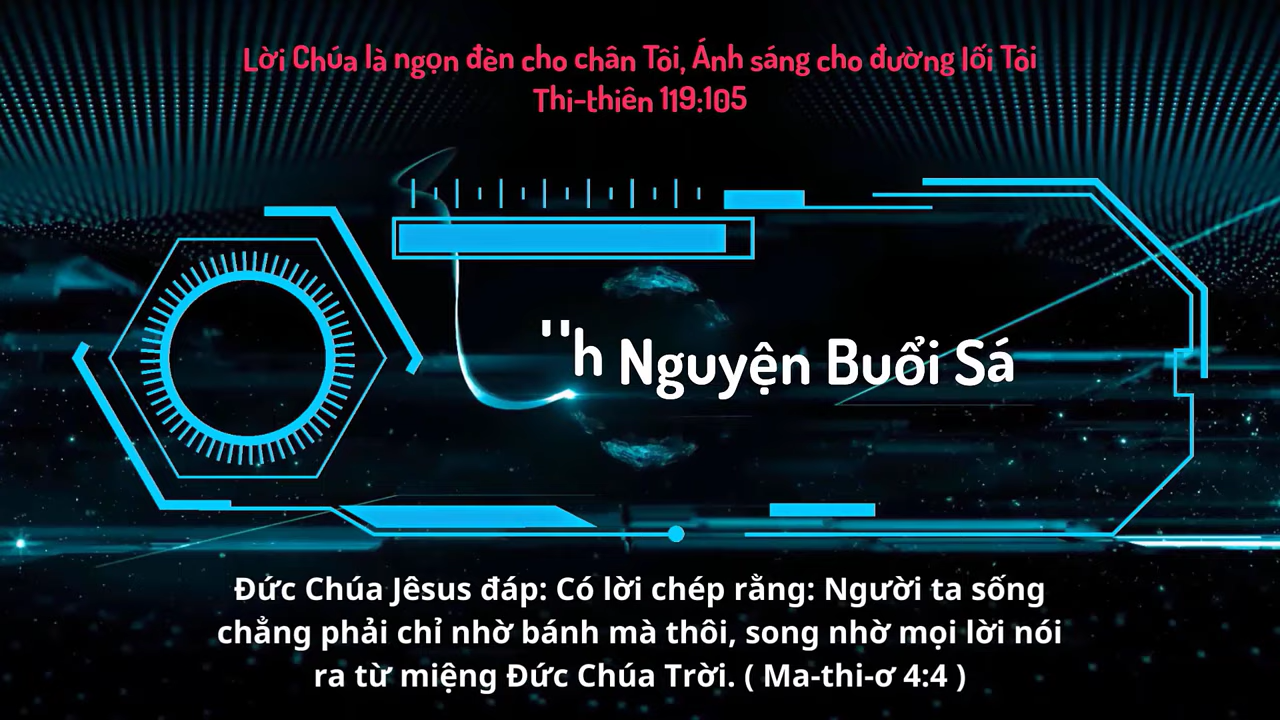 Lời Chúa là ngọn đèn cho chân Tôi, Ánh sáng cho đường lối Tôi
Thi-thiên 119:105
h Nguyện Buổi Sá
Đức Chúa Jêsus đáp: Có lời chép rằng: Người ta sống
chẳng phải chỉ nhờ bánh mà thôi, song nhờ mọi lời nói
ra từ miệng Đức Chúa Trời. ( Ma-thi-ơ 4:4 )